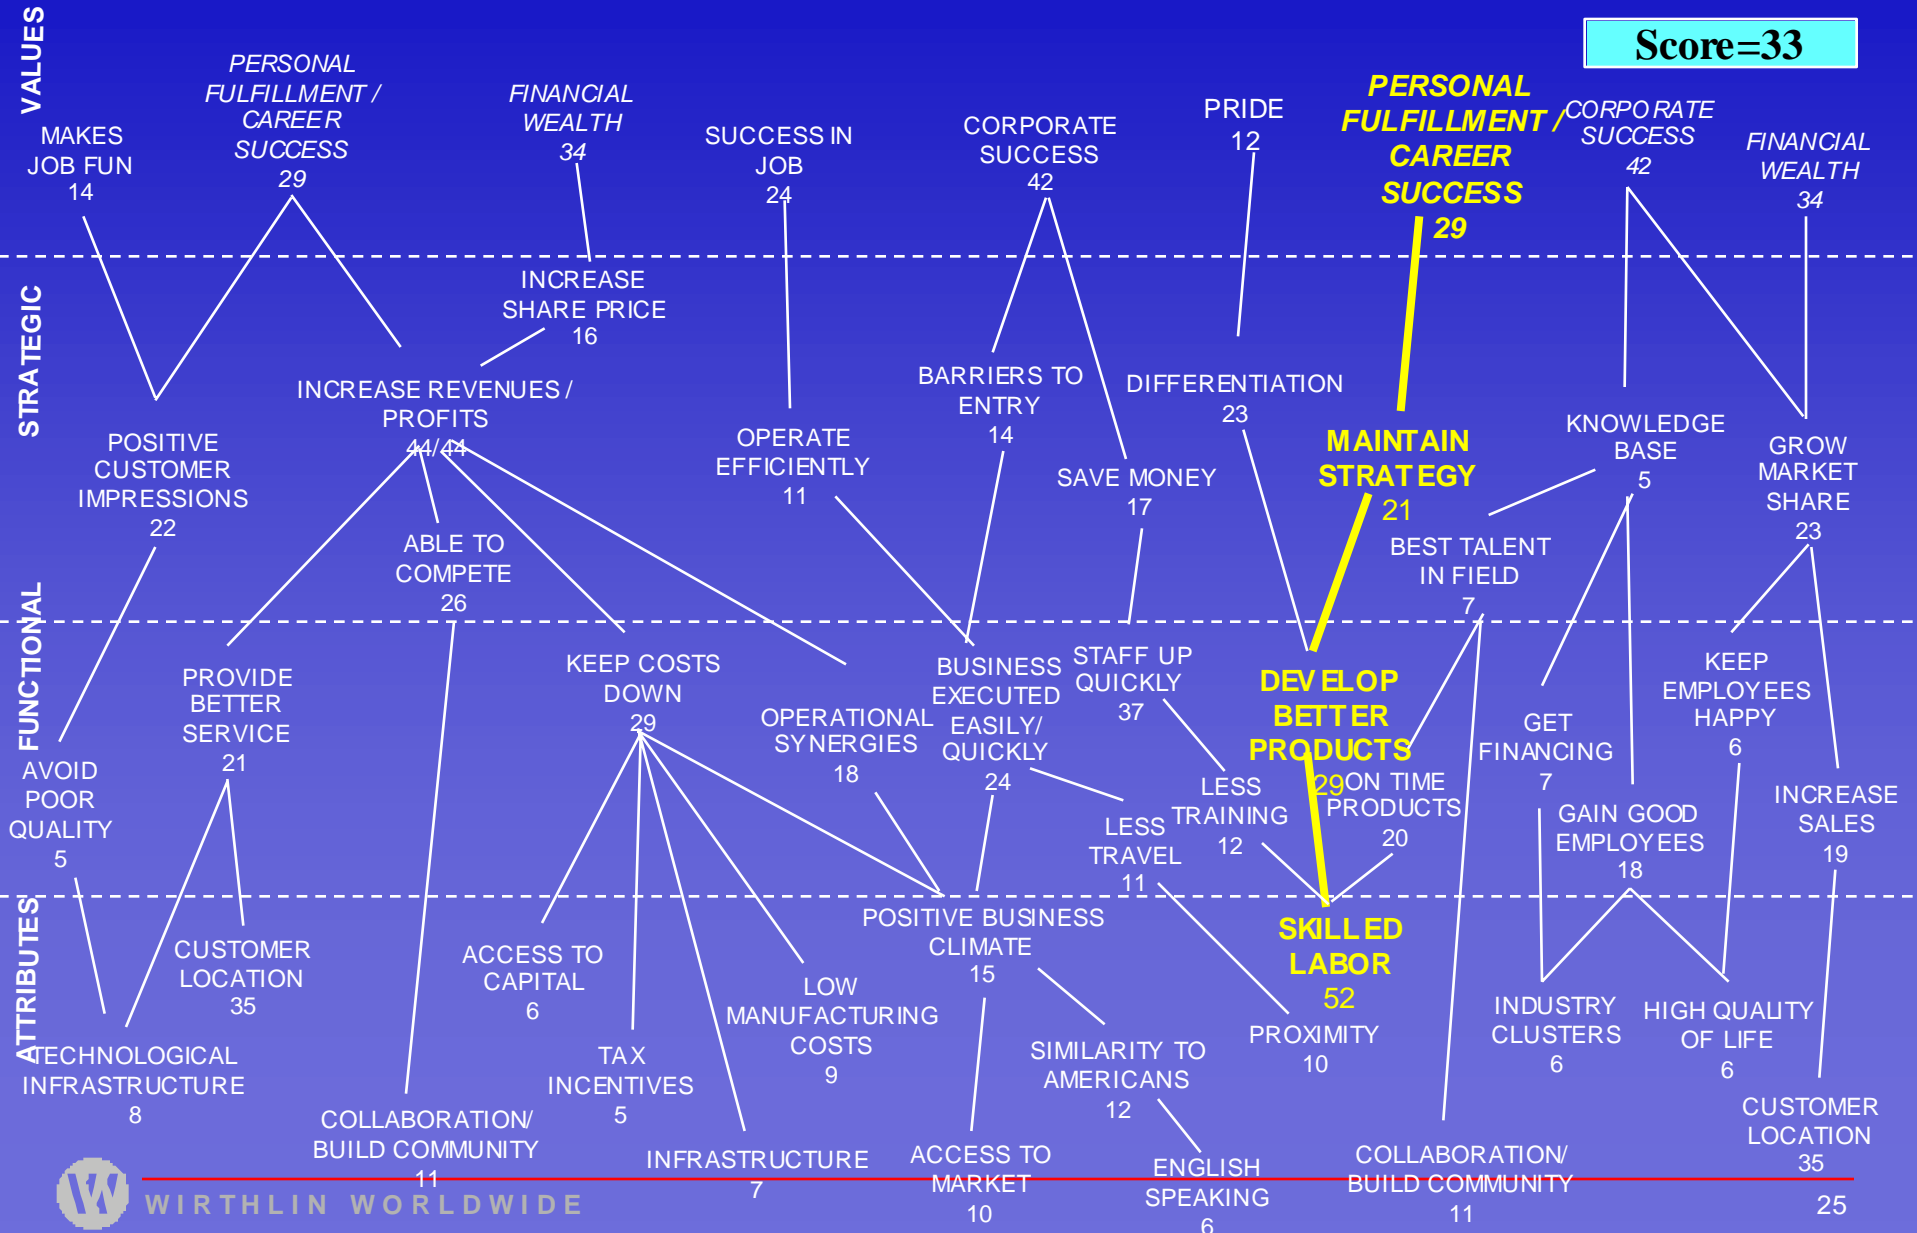 VALUES
Score=33
MAKES
JOB FUN
14
PERSONAL
FULFILLMENT /
CAREER
SUCCESS
29
FINANCIAL
WEALTH
34
SUCCESS IN
JOB
24
CORPORATE
SUCCESS
42
PRIDE
12
PERSONAL
FULFILLMENT /
CAREER
SUCCESS
29
CORPORATE
SUCCESS
42
FINANCIAL
WEALTH
34
STRATEGIC
INCREASE
SHARE PRICE
16
INCREASE REVENUES /
PROFITS
44/44
POSITIVE
CUSTOMER
IMPRESSIONS
22
ABLE TO
COMPETE
26
OPERATE
EFFICIENTLY
11
BARRIERS TO
ENTRY
14
SAVE MONEY
17
DIFFERENTIATION
23
MAINTAIN
STRATEGY
21
BEST TALENT
IN FIELD
7
KNOWLEDGE
BASE
5
GROW
MARKET
SHARE
23
FUNCTIONAL
AVOID
POOR
QUALITY
5
PROVIDE
BETTER
SERVICE
21
KEEP COSTS
DOWN
29
OPERATIONAL
SYNERGIES
18
BUSINESS
EXECUTED
EASILY/
QUICKLY
24
STAFF UP
QUICKLY
37
LESS
TRAVEL
11
LESS
TRAINING
12
DEVELOP
BETTER
PRODUCTS
29
ON TIME
PRODUCTS
20
GET
FINANCING
7
GAIN GOOD
EMPLOYEES
18
KEEP
EMPLOYEES
HAPPY
6
INCREASE
SALES
19
ATTRIBUTES
TECHNOLOGICAL
INFRASTRUCTURE
8
CUSTOMER
LOCATION
35
COLLABORATION/
BUILD COMMUNITY
11
ACCESS TO
CAPITAL
6
TAX
INCENTIVES
5
INFRASTRUCTURE
7
LOW
MANUFACTURING
COSTS
9
POSITIVE BUSINESS
CLIMATE
15
ACCESS TO
MARKET
10
SIMILARITY TO
AMERICANS
12
ENGLISH
SPEAKING
6
SKILLED
LABOR
52
PROXIMITY
10
COLLABORATION/
BUILD COMMUNITY
11
INDUSTRY
CLUSTERS
6
HIGH QUALITY
OF LIFE
6
CUSTOMER
LOCATION
35
W
WIRTHLIN WORLDWIDE
25